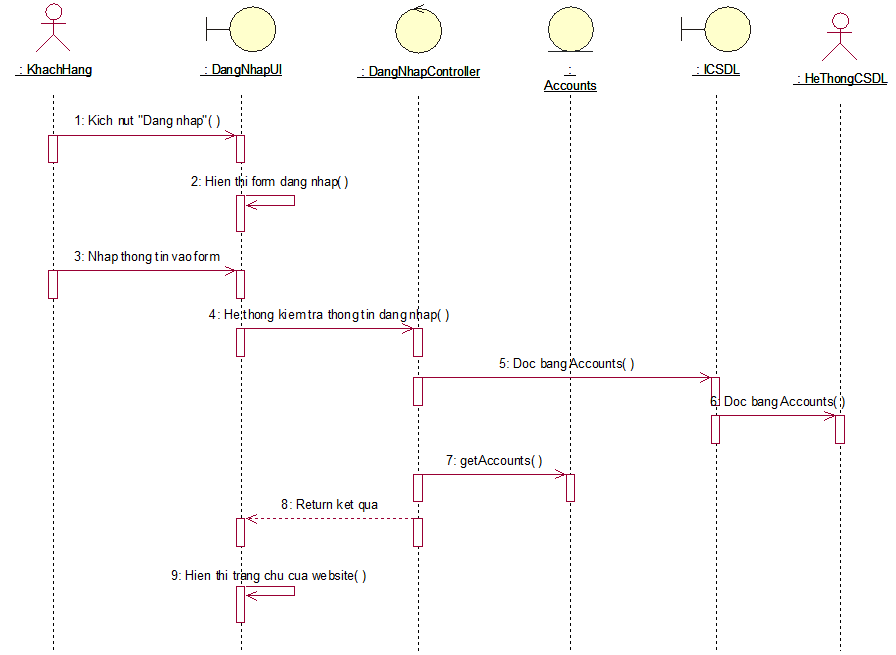 : KhachHang
: DangNhapUI
: DangNhapController
:
Accounts
: ICSDL
: HeThongCSDL
1: Kich nut "Dang nhap"( )
2: Hien thi form dang nhap( )
3: Nhap thong tin vao form
4: He thong kiem tra thong tin dang nhap( )
5: Doc bang Accounts( )
6: Doc bang Accounts( )
7: getAccounts( )
8: Return ket qua
9: Hien thi trang chu cua website( )